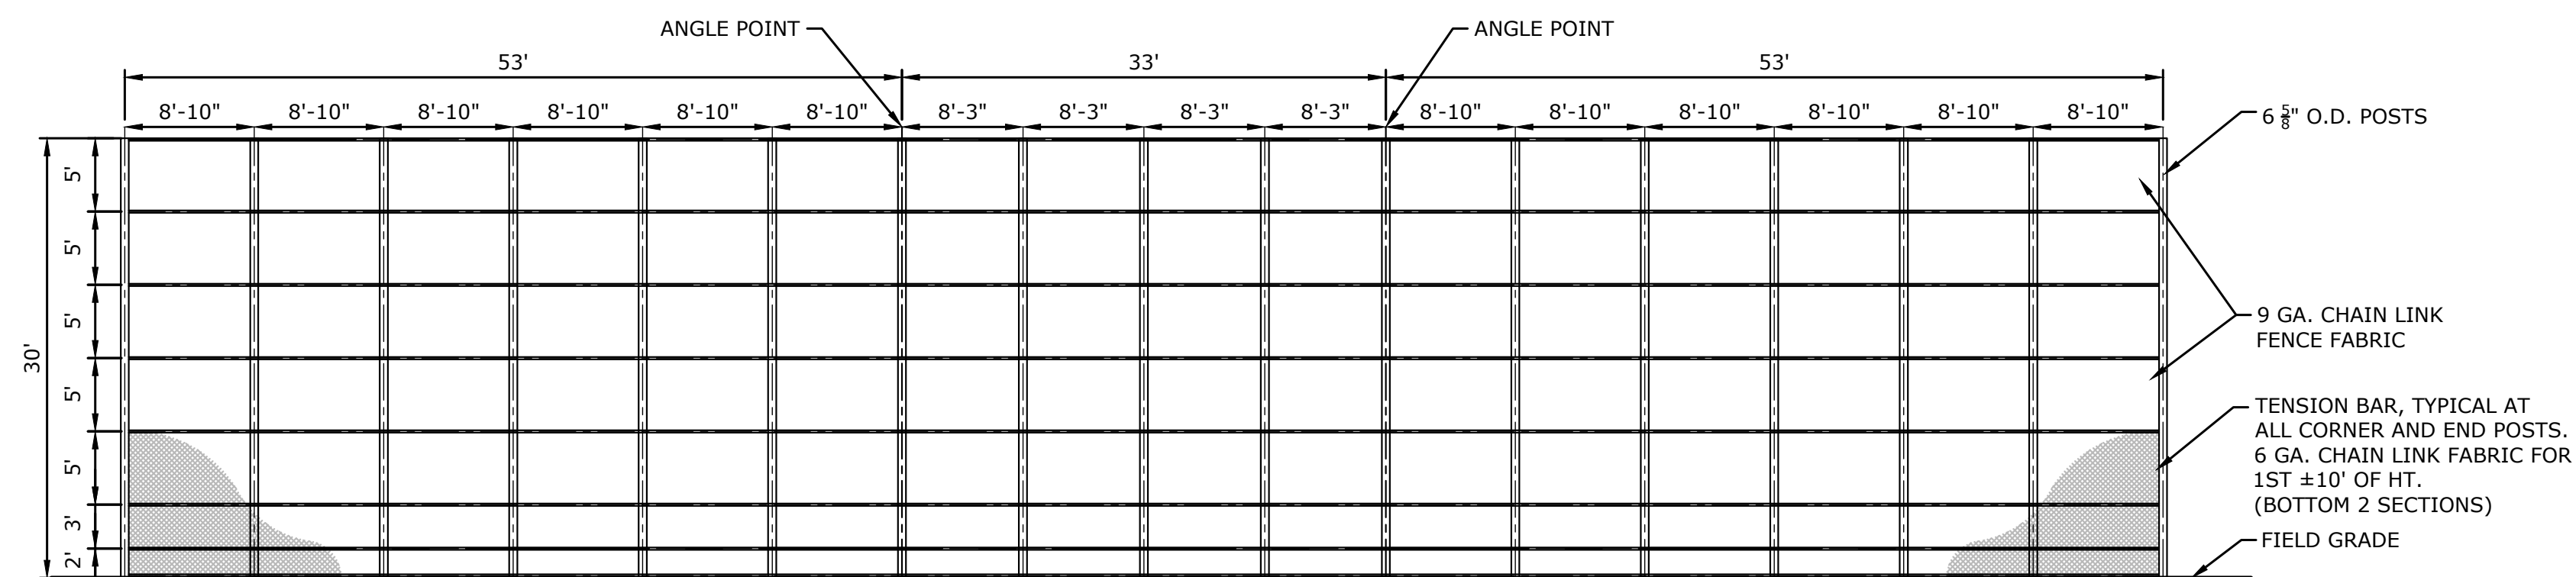 ANGLE POINT
ANGLE POINT
53'
33'
53'
8'-10"
8'-10"
8'-10"
8'-10"
8'-10"
8'-10"
8'-3"
8'-3"
8'-3"
8'-3"
8'-10"
8'-10"
8'-10"
8'-10"
8'-10"
8'-10"
6 5/8" O.D. POSTS
30'
5'
5'
5'
5'
5'
3'
2'
9 GA. CHAIN LINK
FENCE FABRIC
TENSION BAR, TYPICAL AT
ALL CORNER AND END POSTS.
6 GA. CHAIN LINK FABRIC FOR
1ST ±10' OF HT.
(BOTTOM 2 SECTIONS)
FIELD GRADE